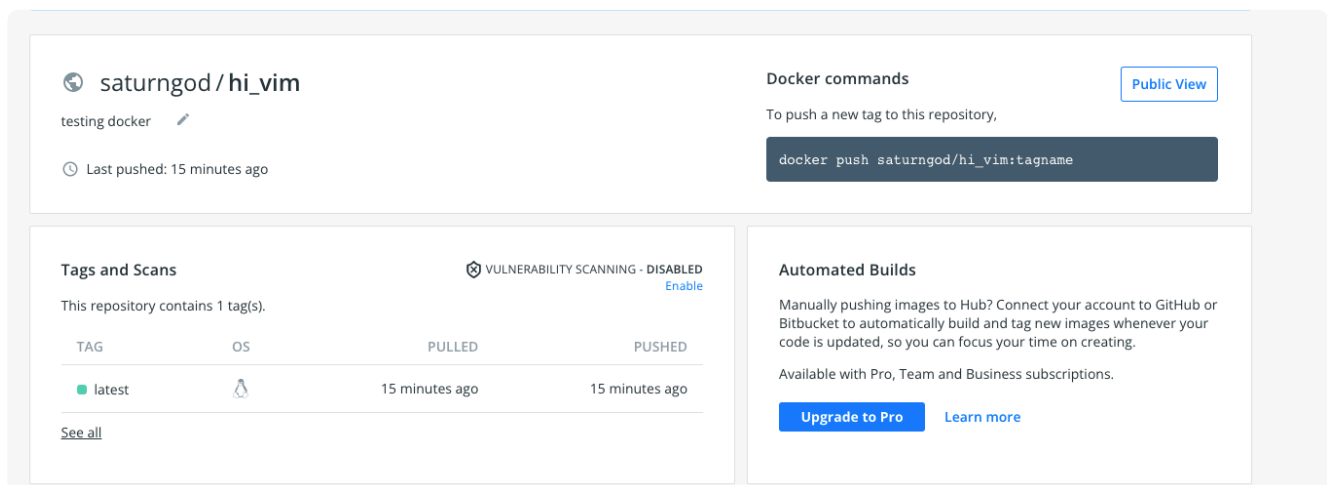 saturngod / hi_vim
testing docker
Last pushed: 15 minutes ago
Docker commands
Public View
To push a new tag to this repository,
docker push saturngod/hi_vim:tagname
Tags and Scans
VULNERABILITY SCANNING - DISABLED
Enable
This repository contains 1 tag(s).
TAG OS PULLED PUSHED
latest 15 minutes ago 15 minutes ago
See all
Automated Builds
Manually pushing images to Hub? Connect your account to GitHub or
Bitbucket to automatically build and tag new images whenever your
code is updated, so you can focus your time on creating.
Available with Pro, Team and Business subscriptions.
Upgrade to Pro Learn more